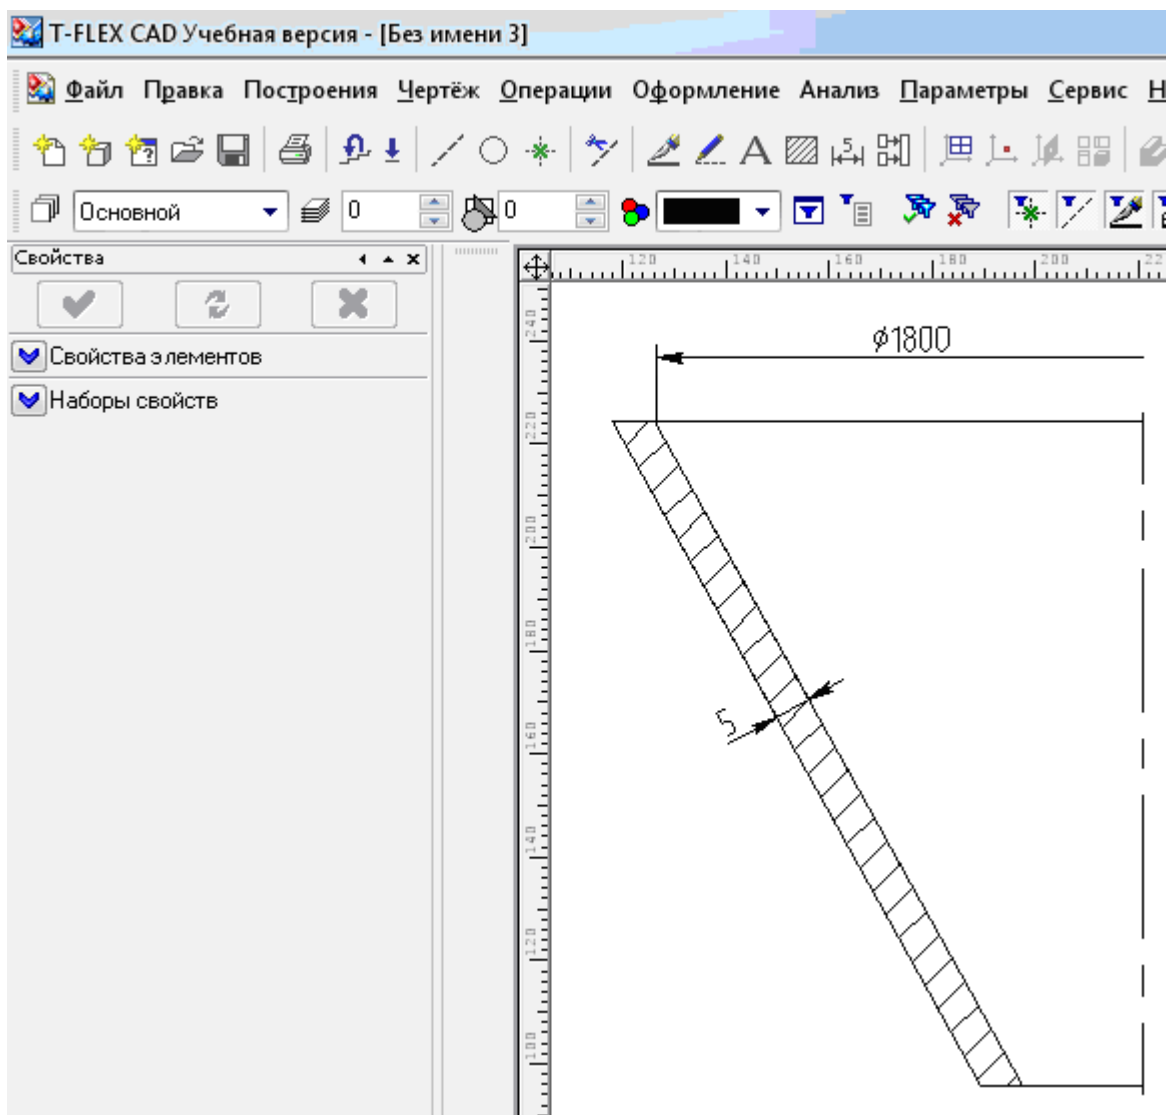 T-FLEX CAD Учебная версия - [Без имени 3]
Файл Правка Построения Чертёж Операции Оформление Анализ Параметры Сервис Н
Основной 0 0
Свойства
120 140 160 180 200 22
Свойства элементов
Наборы свойств
ϕ1800
240
220
200
180
160
140
120
100
5